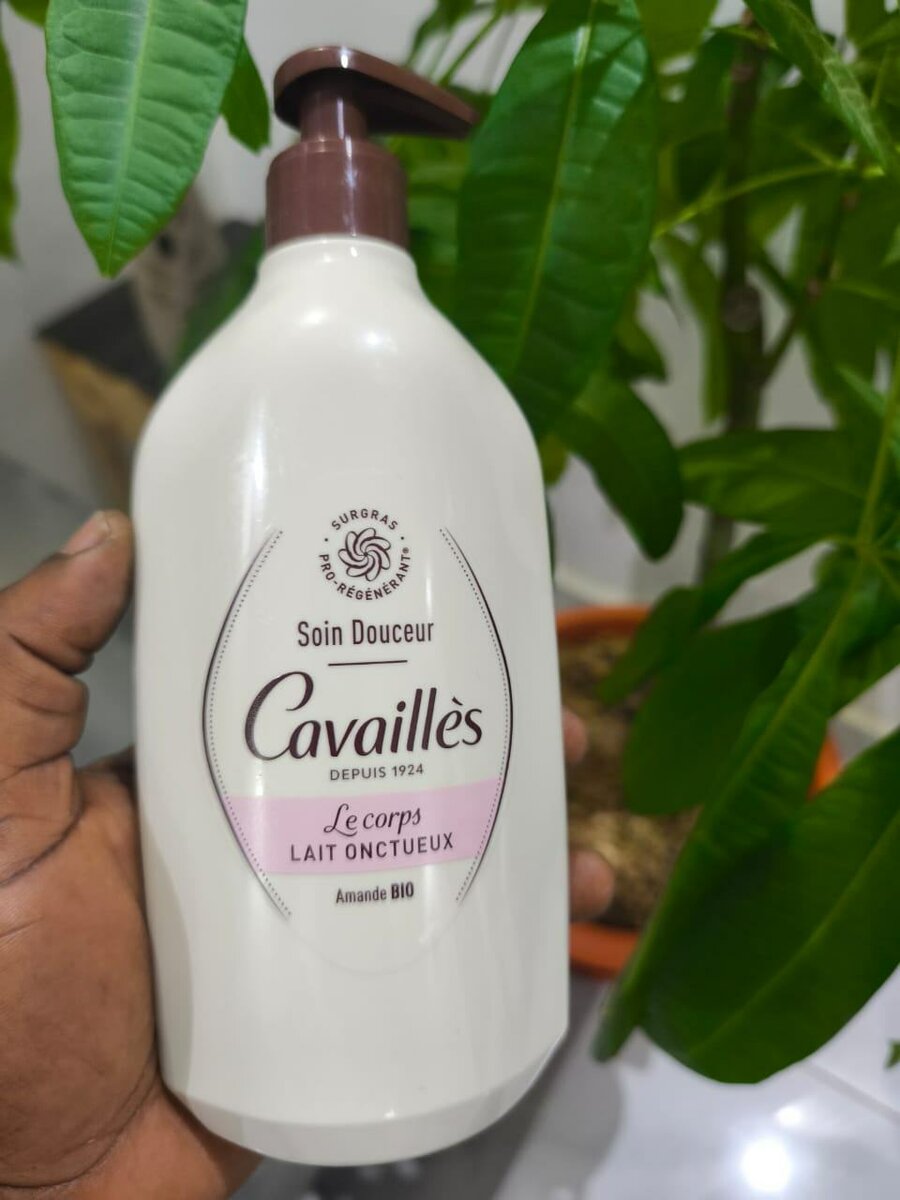 SURGRAS
PRO-RÉGÉNÉRANT®
Soin Douceur
Cavaillès
DEPUIS 1924
Le corps
LAIT ONCTUEUX
Amande BIO